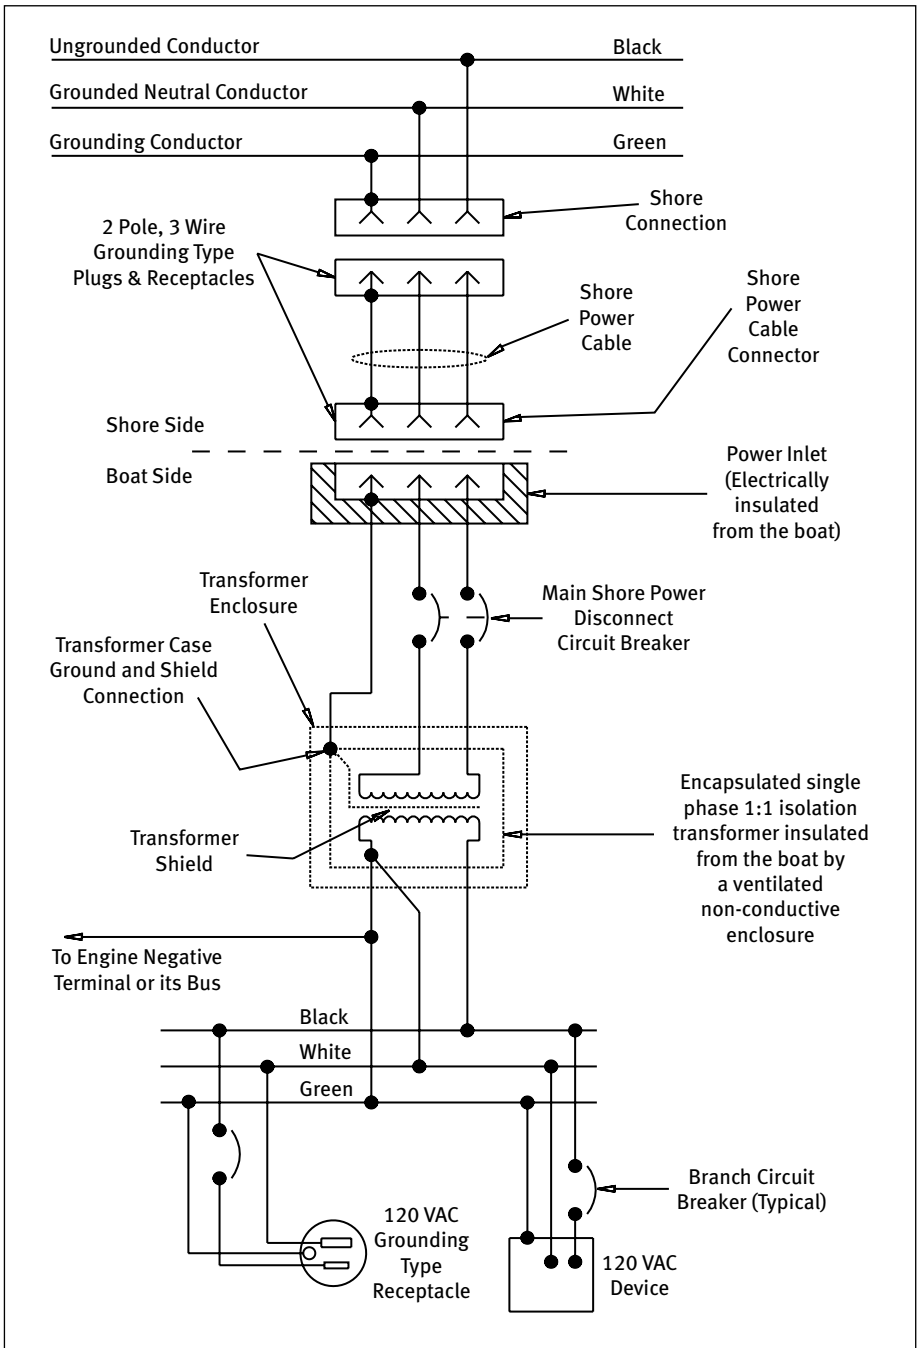 Ungrounded Conductor
Black
Grounded Neutral Conductor
White
Grounding Conductor
Green
Shore
Connection
2 Pole, 3 Wire
Grounding Type
Plugs & Receptacles
Shore
Power
Cable
Shore
Power
Cable
Connector
Shore Side
Boat Side
Power Inlet
(Electrically
insulated
from the boat)
Transformer
Enclosure
Main Shore Power
Disconnect
Circuit Breaker
Transformer Case
Ground and Shield
Connection
Encapsulated single
phase 1:1 isolation
transformer insulated
from the boat by
a ventilated
non-conductive
enclosure
Transformer
Shield
To Engine Negative
Terminal or its Bus
Black
White
Green
Branch Circuit
Breaker (Typical)
120 VAC
Grounding
Type
Receptacle
120 VAC
Device